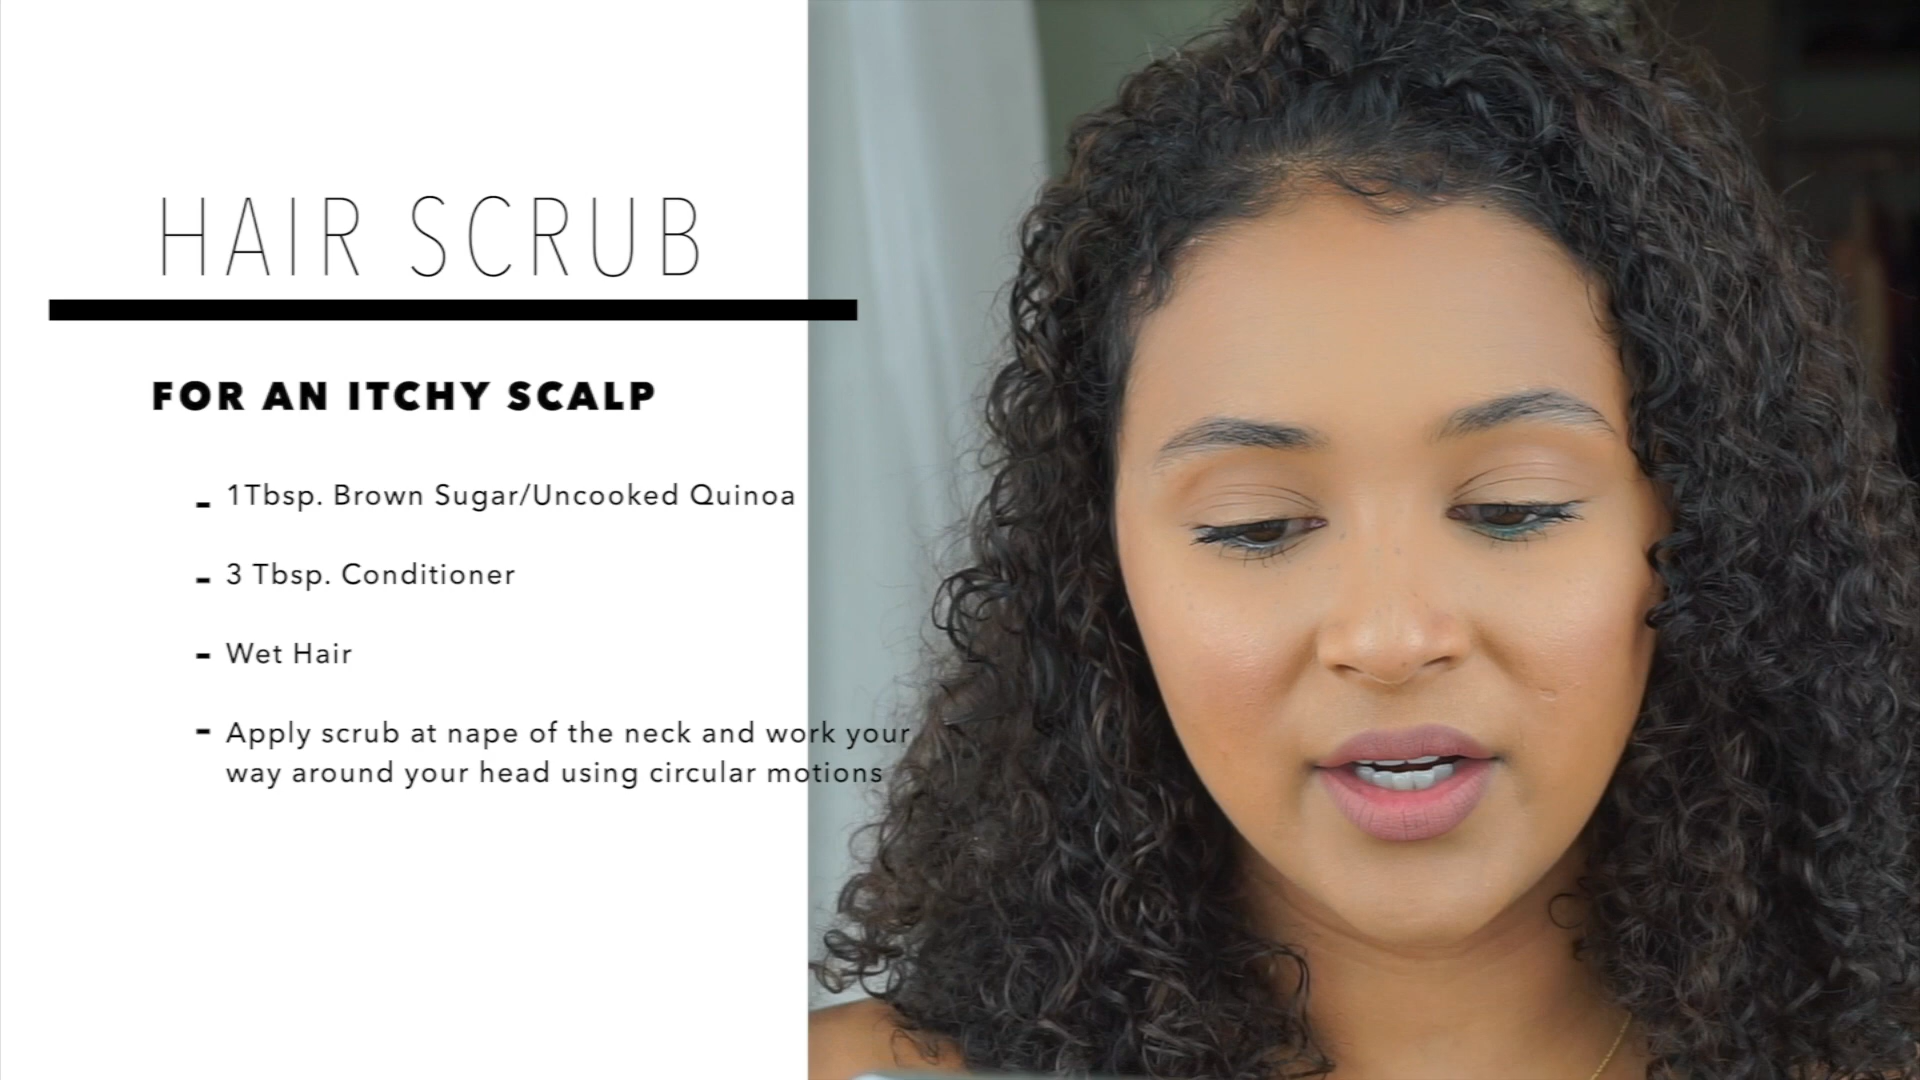 HAIR SCRUB
FOR AN ITCHY SCALP
- 1Tbsp. Brown Sugar/Uncooked Quinoa
- 3 Tbsp. Conditioner
- Wet Hair
- Apply scrub at nape of the neck and work your
way around your head using circular motions